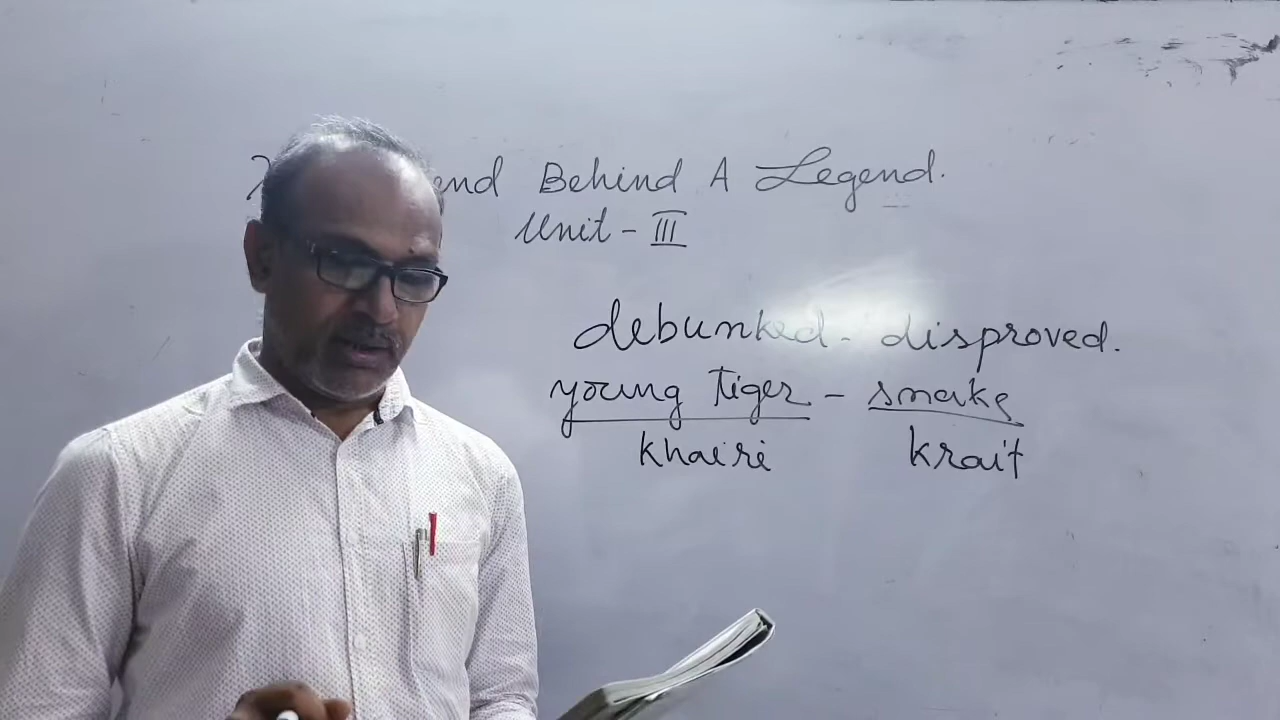 end Behind A Legend.
Unit - III
debunked - disproved.
young Tiger - snake
Khairi krait